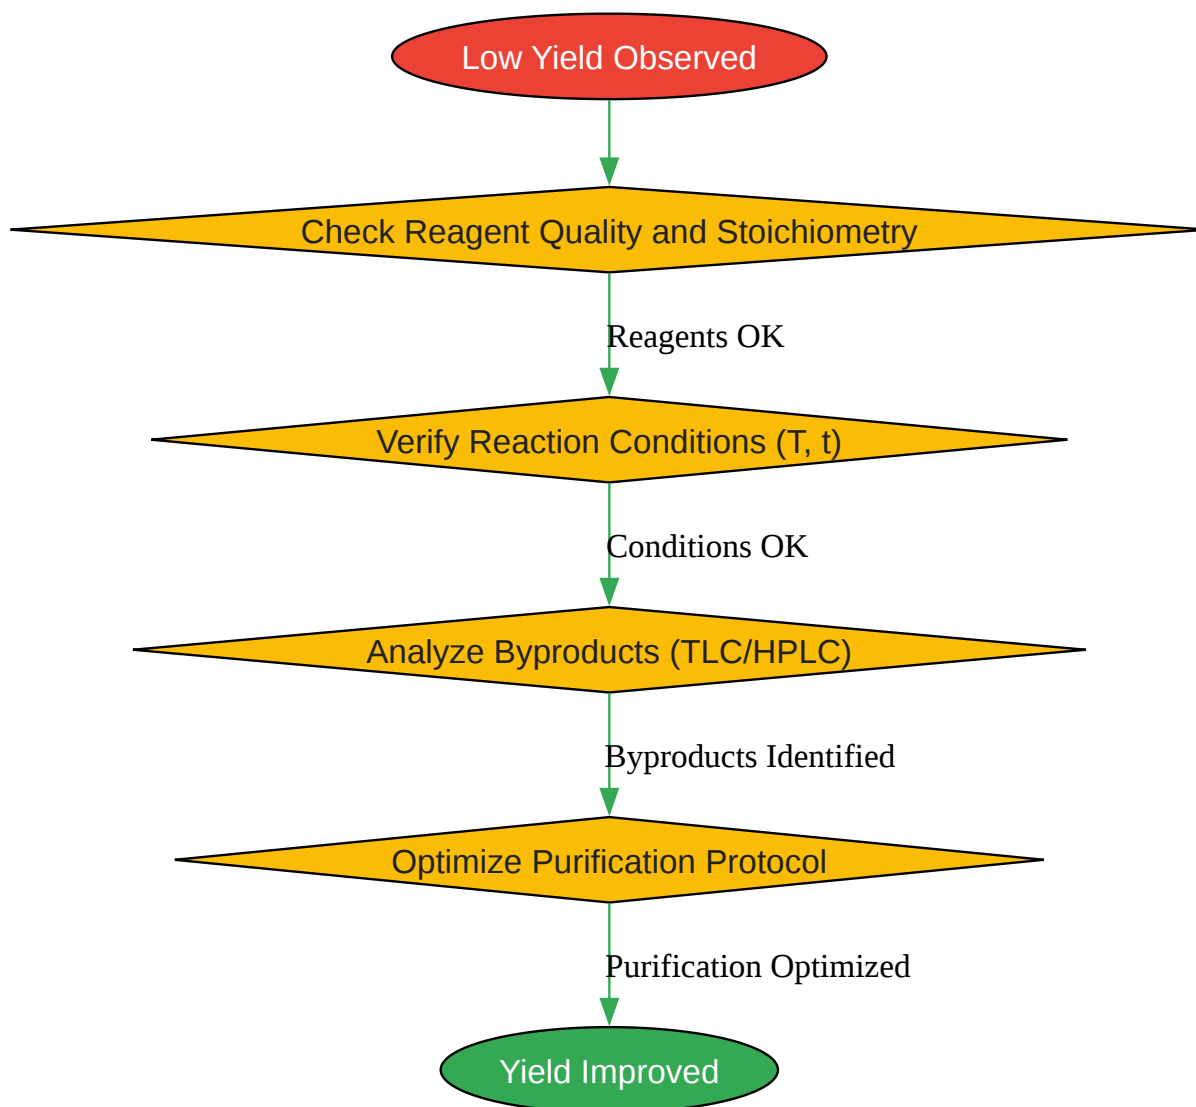 Low Yield Observed
Check Reagent Quality and Stoichiometry
Reagents OK
Verify Reaction Conditions (T, t)
Conditions OK
Analyze Byproducts (TLC/HPLC)
Byproducts Identified
Optimize Purification Protocol
Purification Optimized
Yield Improved